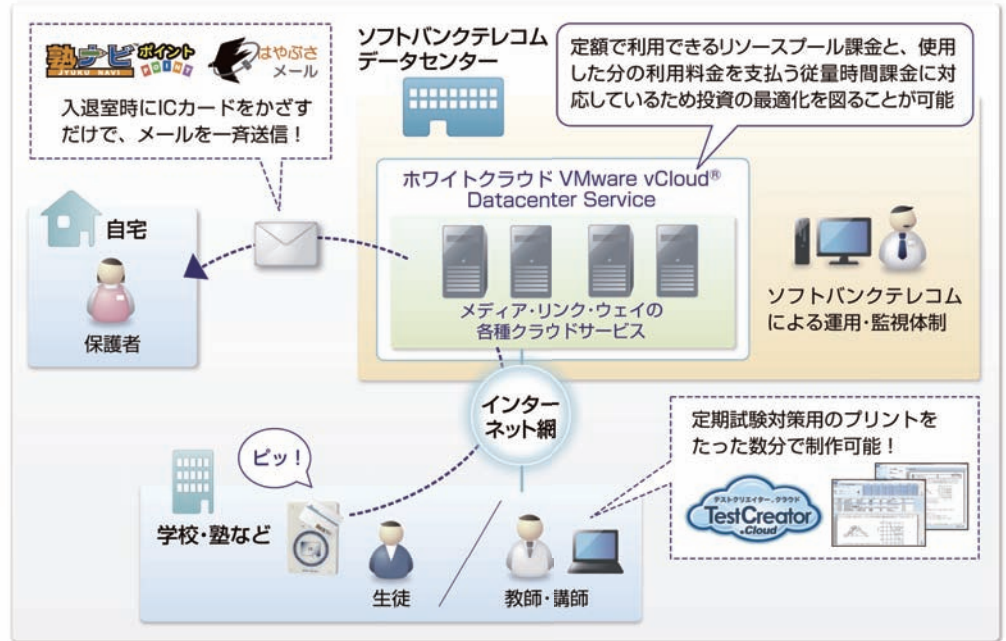 塾ナビポイント
JYUKU NAVI POINT
はやぶさ
メール
入退室時にICカードをかざす
だけで、メールを一斉送信！
ソフトバンクテレコム
データセンター
定額で利用できるリソースプール課金と、使用
した分の利用料金を支払う従量時間課金に対
応しているため投資の最適化を図ることが可能
ホワイトクラウド VMware vCloud®
Datacenter Service
メディア・リンク・ウェイの
各種クラウドサービス
ソフトバンクテレコム
による運用・監視体制
自宅
保護者
インター
ネット網
ピッ！
学校・塾など
生徒
教師・講師
定期試験対策用のプリントを
たった数分で制作可能！
テストクリエイター.クラウド
TestCreator
.Cloud